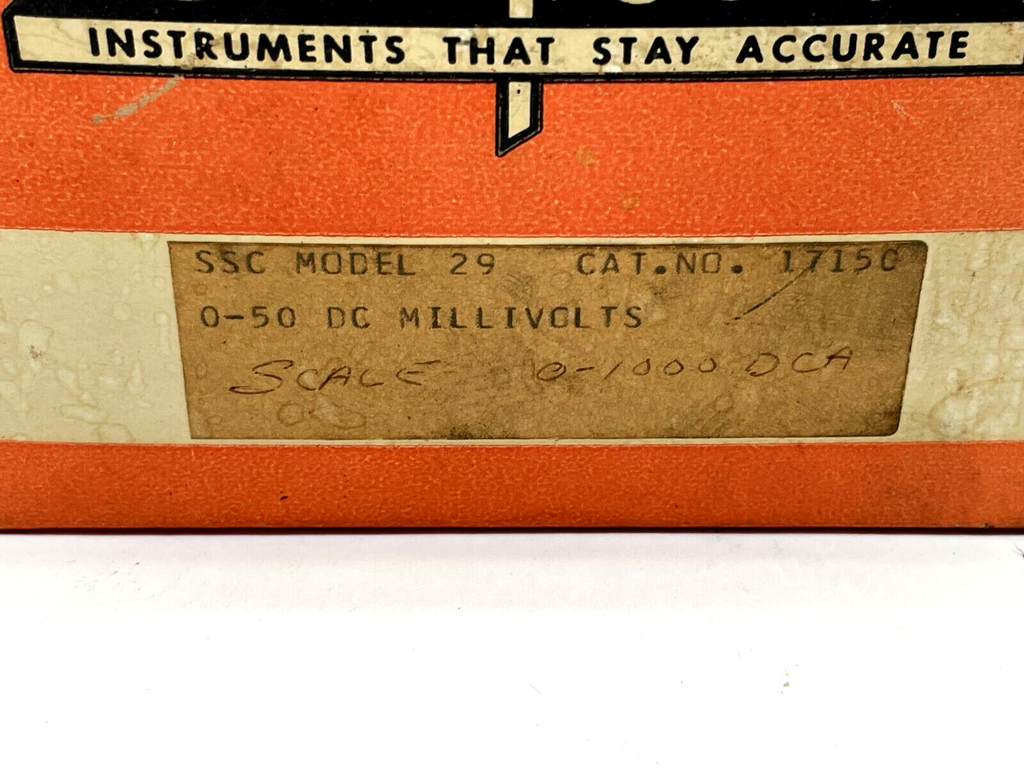 INSTRUMENTS THAT STAY ACCURATE
SSC MODEL 29 CAT.NO. 17150
0-50 DC MILLIVOLTS
SCALE 0-1000 DCA